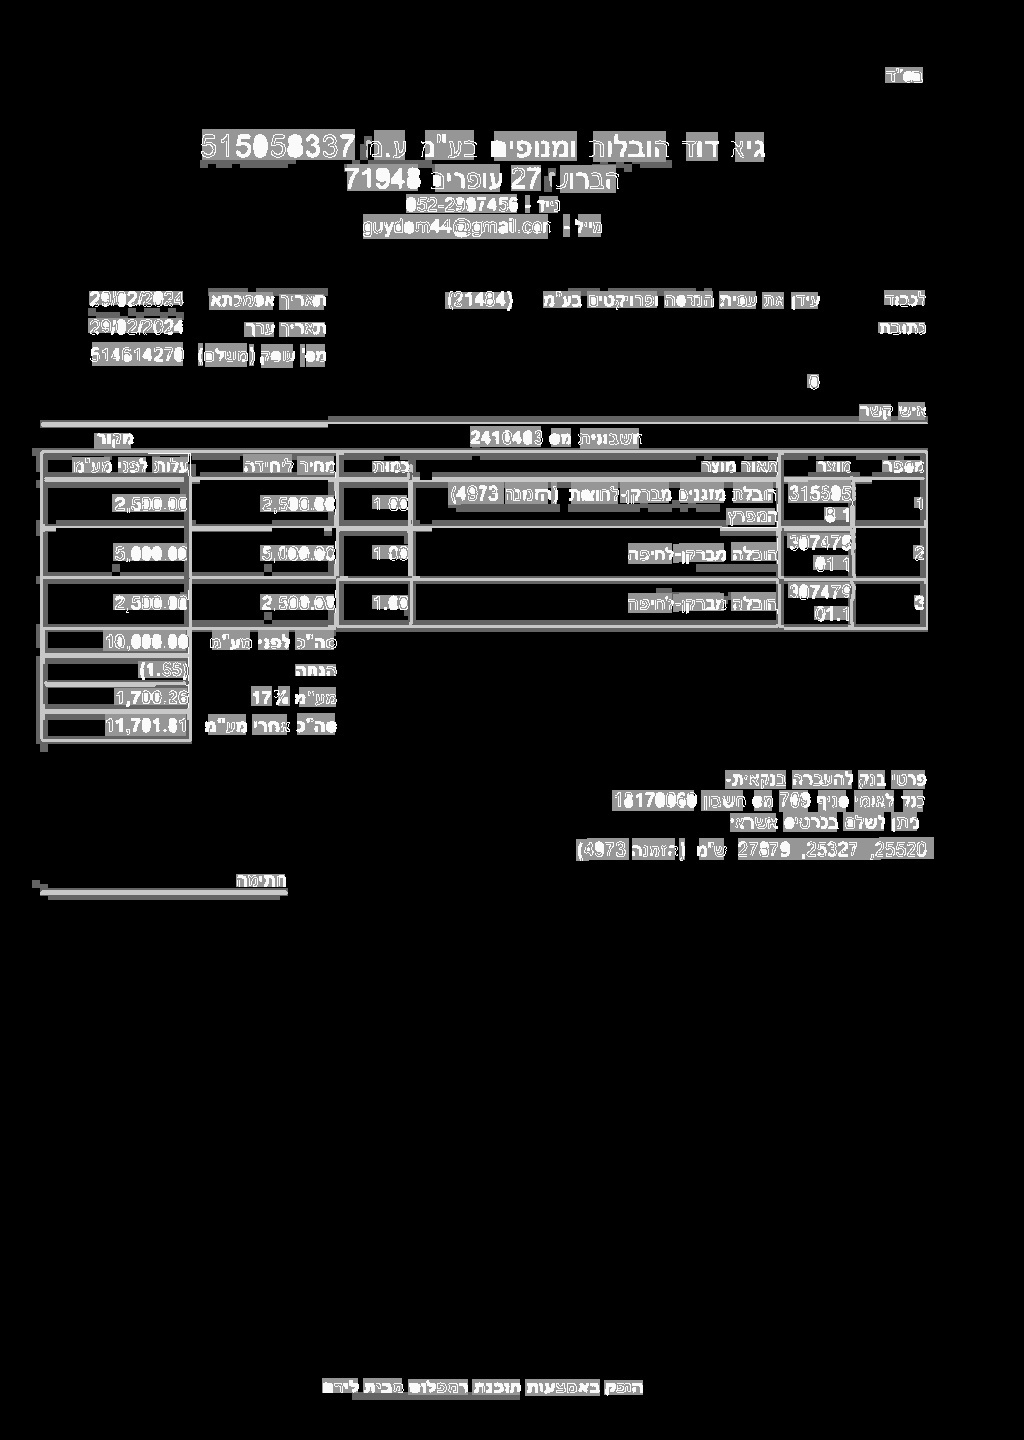 בס"ד
גיא דוד הובלות ומנופים בע"מ ע.מ. 515058337
הברוש 27 עופרים 71948
נייד - 052-2907456
מייל - guydam44@gmail.com
לכבוד עידן את עמית הנדסה ופרויקטים בע"מ (21484) תאריך אסמכתא 29/02/2024
כתובת תאריך ערך 29/02/2024
מס' עוסק (משלם) 514614270
0
איש קשר
חשבונית מס 2410403 מקור
מספר מוצר תאור מוצר כמות מחיר ליחידה עלות לפני מע"מ
1 315595 הובלת מזגנים מברקן-לחוצות (הזמנה 4973) 1.00 2,500.00 2,500.00
8.1 המפרץ
2 307479 הובלה מברקן-לחיפה 1.00 5,000.00 5,000.00
01.1
3 307479 הובלה מברקן-לחיפה 1.00 2,500.00 2,500.00
01.1
סה"כ לפני מע"מ 10,000.00
הנחה (1.55)
מע"מ 17% 1,700.26
סה"כ אחרי מע"מ 11,701.81
פרטי בנק להעברה בנקאית-
בנק לאומי סניף 709 מס חשבון 18170060
ניתן לשלם בכרטיס אשראי
25520, 25327, 27879 ש"מ (הזמנה 4973)
חתימה
הופק באמצעות תוכנת רמפלוס מבית לידם